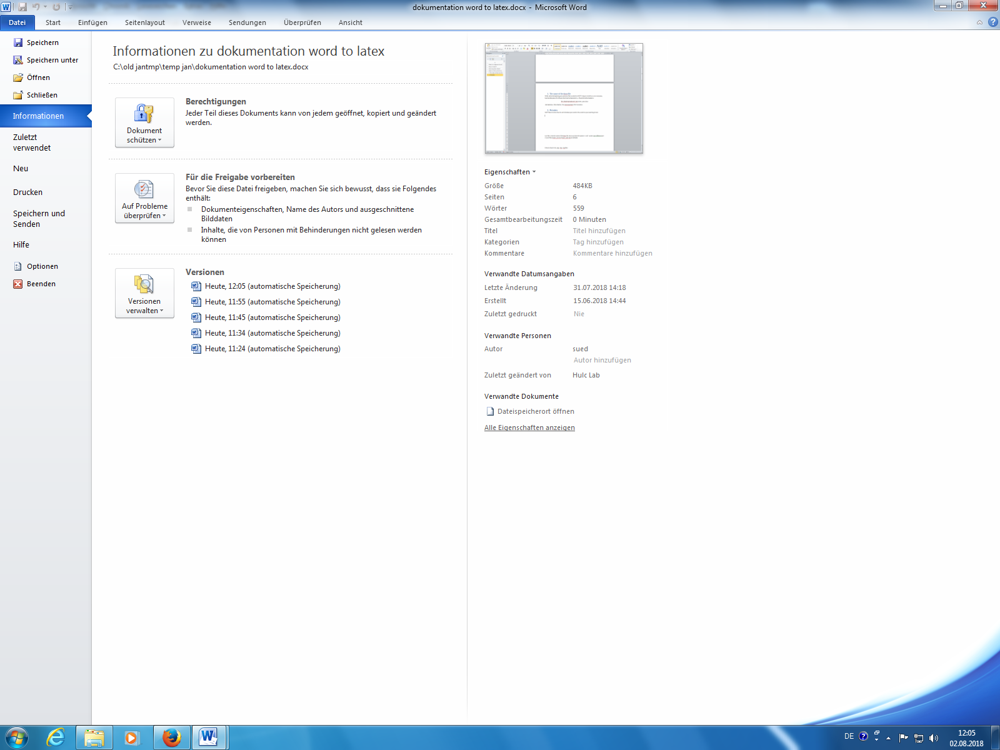 dokumentation word to latex.docx - Microsoft Word
Datei Start Einfügen Seitenlayout Verweise Sendungen Überprüfen Ansicht
Speichern
Speichern unter
Öffnen
Schließen
Informationen
Zuletzt
verwendet
Neu
Drucken
Speichern und
Senden
Hilfe
Optionen
Beenden
Informationen zu dokumentation word to latex
C:\old jantmp\temp jan\dokumentation word to latex.docx
Dokument
schützen
Berechtigungen
Jeder Teil dieses Dokuments kann von jedem geöffnet, kopiert und geändert
werden.
Auf Probleme
überprüfen
Für die Freigabe vorbereiten
Bevor Sie diese Datei freigeben, machen Sie sich bewusst, dass sie Folgendes
enthält:
Dokumenteigenschaften, Name des Autors und ausgeschnittene
Bilddaten
Inhalte, die von Personen mit Behinderungen nicht gelesen werden
können
Versionen
verwalten
Versionen
Heute, 12:05 (automatische Speicherung)
Heute, 11:55 (automatische Speicherung)
Heute, 11:45 (automatische Speicherung)
Heute, 11:34 (automatische Speicherung)
Heute, 11:24 (automatische Speicherung)
Eigenschaften
Größe 484KB
Seiten 6
Wörter 559
Gesamtbearbeitungszeit 0 Minuten
Titel Titel hinzufügen
Kategorien Tag hinzufügen
Kommentare Kommentare hinzufügen
Verwandte Datumsangaben
Letzte Änderung 31.07.2018 14:18
Erstellt 15.06.2018 14:44
Zuletzt gedruckt Nie
Verwandte Personen
Autor sued
Autor hinzufügen
Zuletzt geändert von Hulc Lab
Verwandte Dokumente
Dateispeicherort öffnen
Alle Eigenschaften anzeigen
DE
12:05
02.08.2018